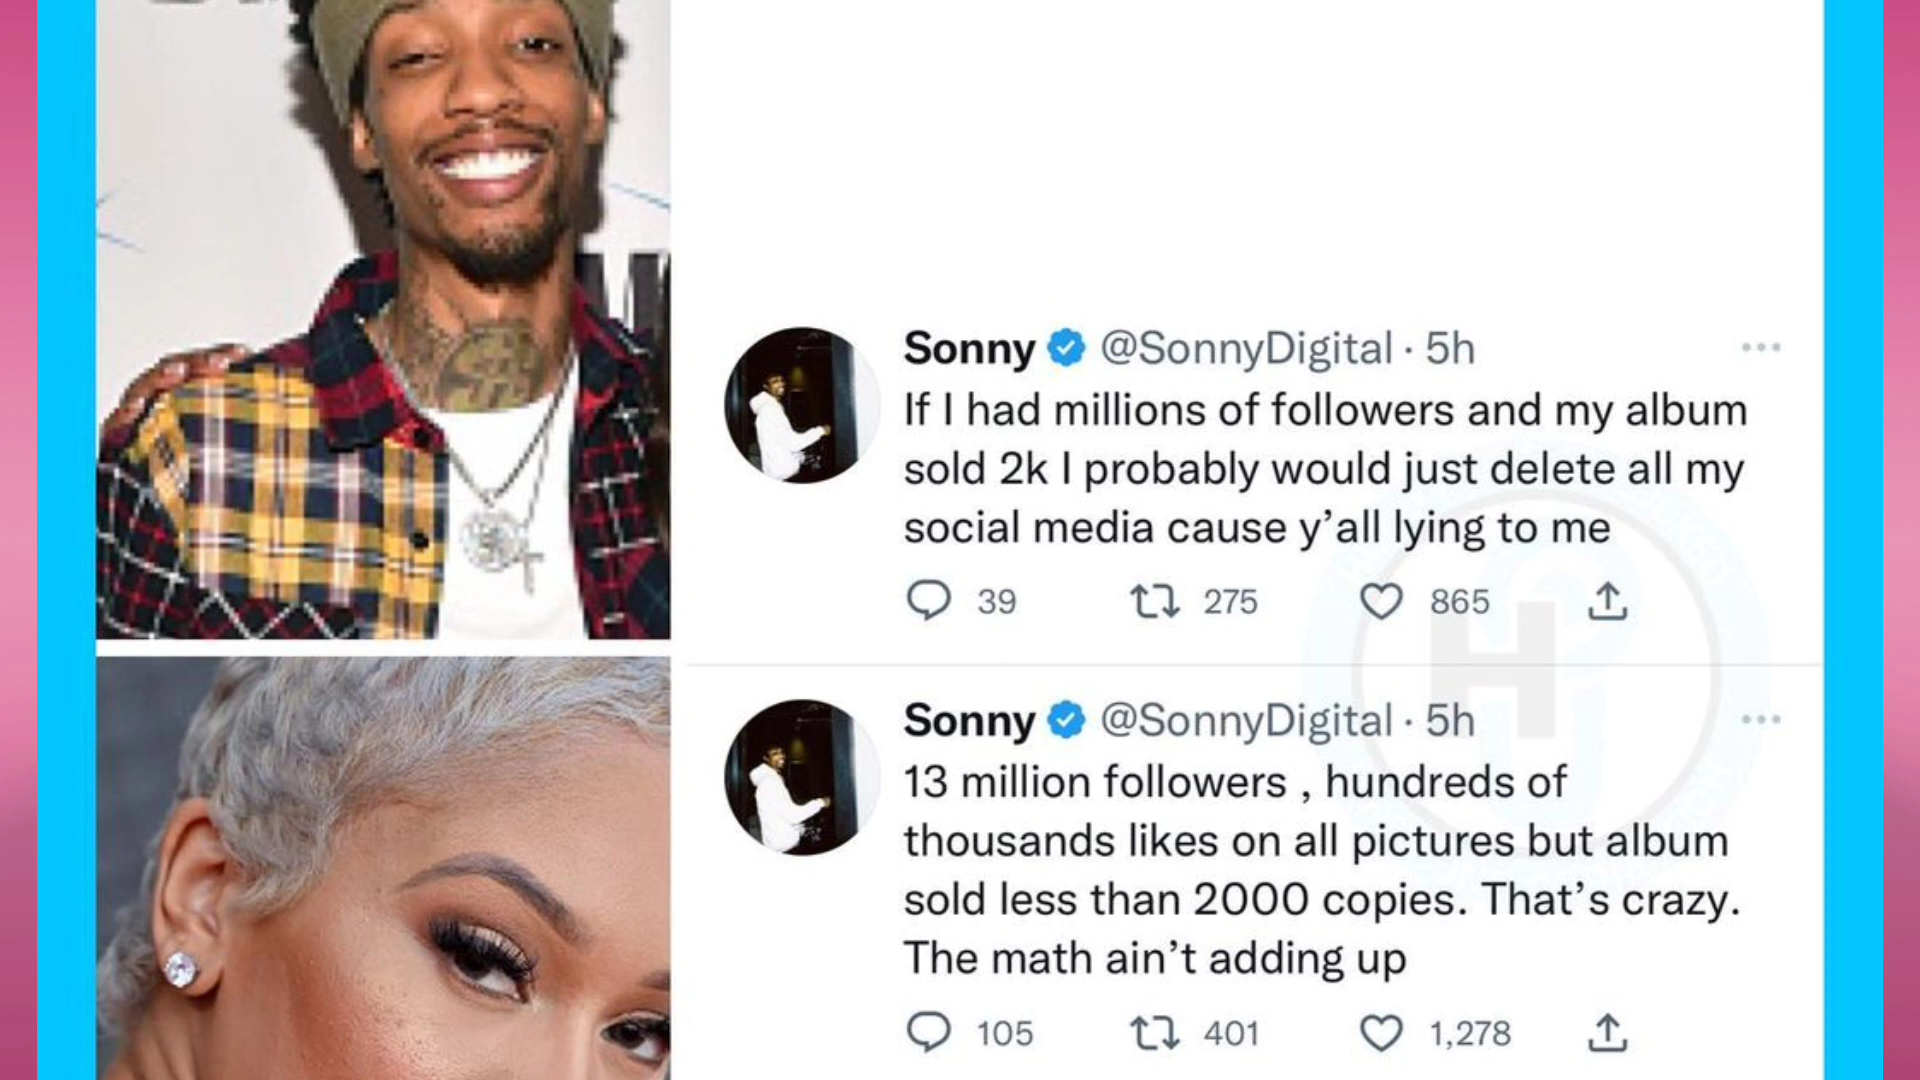 Sonny @SonnyDigital · 5h
If I had millions of followers and my album
sold 2k I probably would just delete all my
social media cause y’all lying to me
39 275 865
Sonny @SonnyDigital · 5h
13 million followers , hundreds of
thousands likes on all pictures but album
sold less than 2000 copies. That’s crazy.
The math ain’t adding up
105 401 1,278